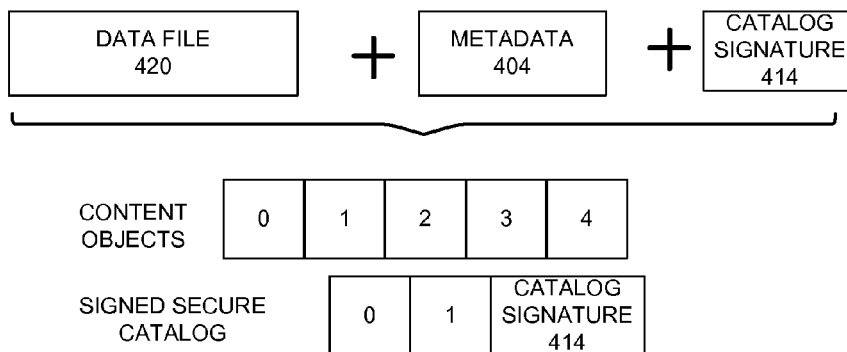 DATA FILE
420
+
METADATA
404
+
CATALOG
SIGNATURE
414
CONTENT
OBJECTS
0 1 2 3 4
SIGNED SECURE
CATALOG
0 1
CATALOG
SIGNATURE
414